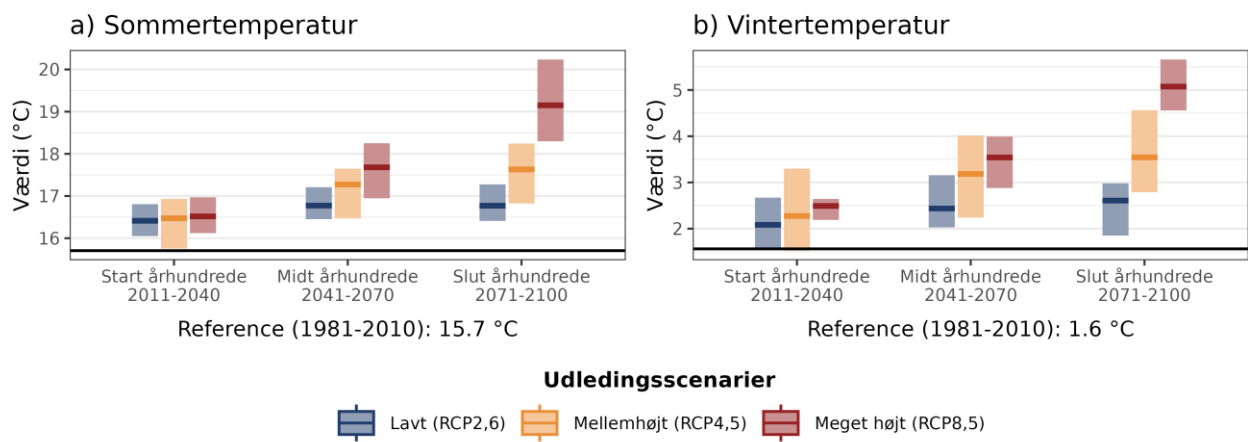 a) Sommertemperatur
Værdi (°C)
20
19
18
17
16
Start århundrede
2011-2040
Midt århundrede
2041-2070
Slut århundrede
2071-2100
Reference (1981-2010): 15.7 °C
b) Vintertemperatur
Værdi (°C)
5
4
3
2
Start århundrede
2011-2040
Midt århundrede
2041-2070
Slut århundrede
2071-2100
Reference (1981-2010): 1.6 °C
Udledingsscenarier
Lavt (RCP2,6)
Mellemhøjt (RCP4,5)
Meget højt (RCP8,5)